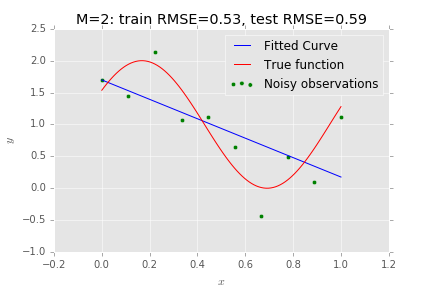 M=2: train RMSE=0.53, test RMSE=0.59
Fitted Curve
True function
Noisy observations
2.5
2.0
1.5
1.0
0.5
0.0
−0.5
−1.0
y
−0.2 0.0 0.2 0.4 0.6 0.8 1.0 1.2
x